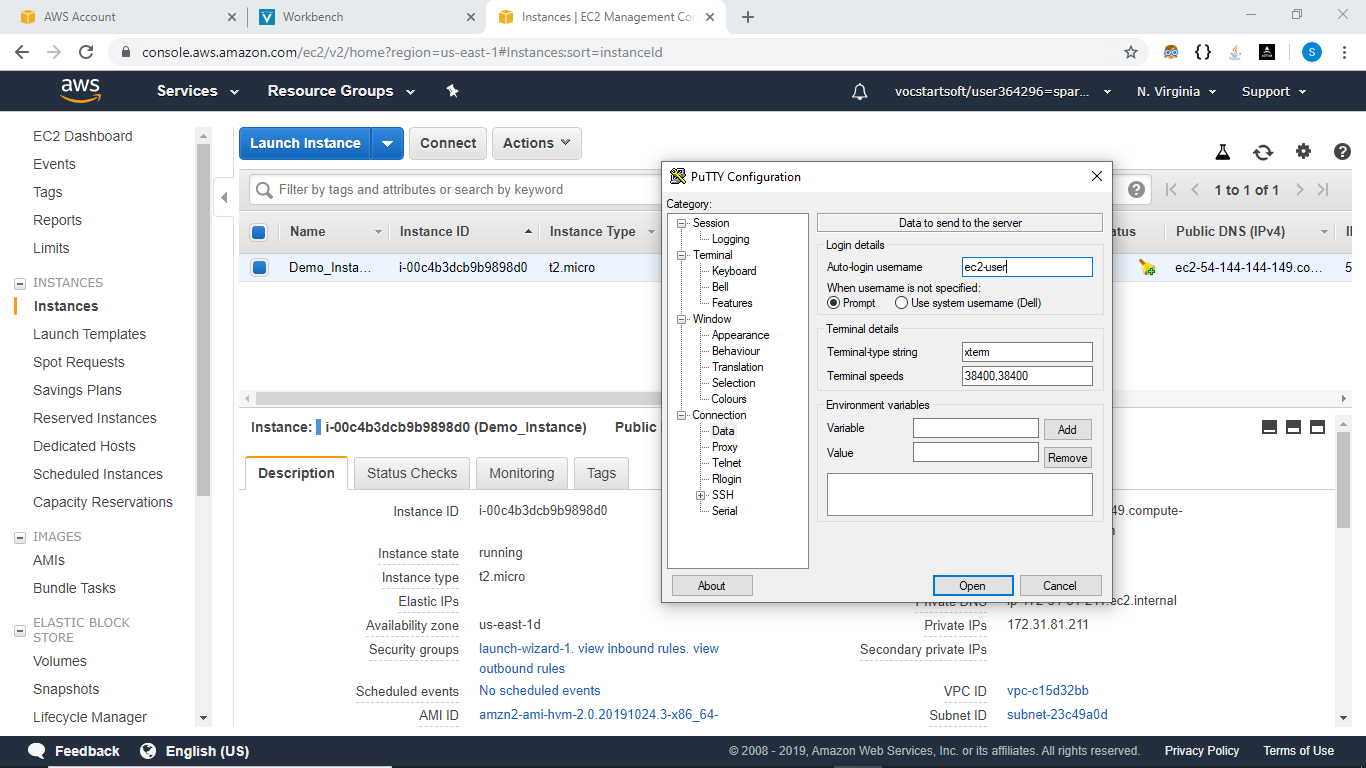 AWS Account
Workbench
Instances | EC2 Management Con
console.aws.amazon.com/ec2/v2/home?region=us-east-1#Instances:sort=instanceId
S
aws
Services
Resource Groups
vocstartsoft/user364296=spar...
N. Virginia
Support
EC2 Dashboard
Events
Tags
Reports
Limits
INSTANCES
Instances
Launch Templates
Spot Requests
Savings Plans
Reserved Instances
Dedicated Hosts
Scheduled Instances
Capacity Reservations
IMAGES
AMIs
Bundle Tasks
ELASTIC BLOCK
STORE
Volumes
Snapshots
Lifecycle Manager
Launch Instance
Connect
Actions
Filter by tags and attributes or search by keyword
1 to 1 of 1
Name
Instance ID
Instance Type
atus
Public DNS (IPv4)
Demo_Insta...
i-00c4b3dcb9b9898d0
t2.micro
ec2-54-144-144-149.co...
5
Instance: i-00c4b3dcb9b9898d0 (Demo_Instance)
Public
Description
Status Checks
Monitoring
Tags
Instance ID
i-00c4b3dcb9b9898d0
49.compute-
Instance state
running
Instance type
t2.micro
Elastic IPs
Private DNS
ip-172-31-81-211.ec2.internal
Availability zone
us-east-1d
Private IPs
172.31.81.211
Security groups
launch-wizard-1. view inbound rules. view
outbound rules
Secondary private IPs
Scheduled events
No scheduled events
VPC ID
vpc-c15d32bb
AMI ID
amzn2-ami-hvm-2.0.20191024.3-x86_64-
Subnet ID
subnet-23c49a0d
PuTTY Configuration
Category:
Session
Logging
Terminal
Keyboard
Bell
Features
Window
Appearance
Behaviour
Translation
Selection
Colours
Connection
Data
Proxy
Telnet
Rlogin
SSH
Serial
Data to send to the server
Login details
Auto-login username
ec2-user
When username is not specified:
Prompt
Use system username (Dell)
Terminal details
Terminal-type string
xterm
Terminal speeds
38400,38400
Environment variables
Variable
Add
Value
Remove
About
Open
Cancel
Feedback
English (US)
© 2008 - 2019, Amazon Web Services, Inc. or its affiliates. All rights reserved.
Privacy Policy
Terms of Use